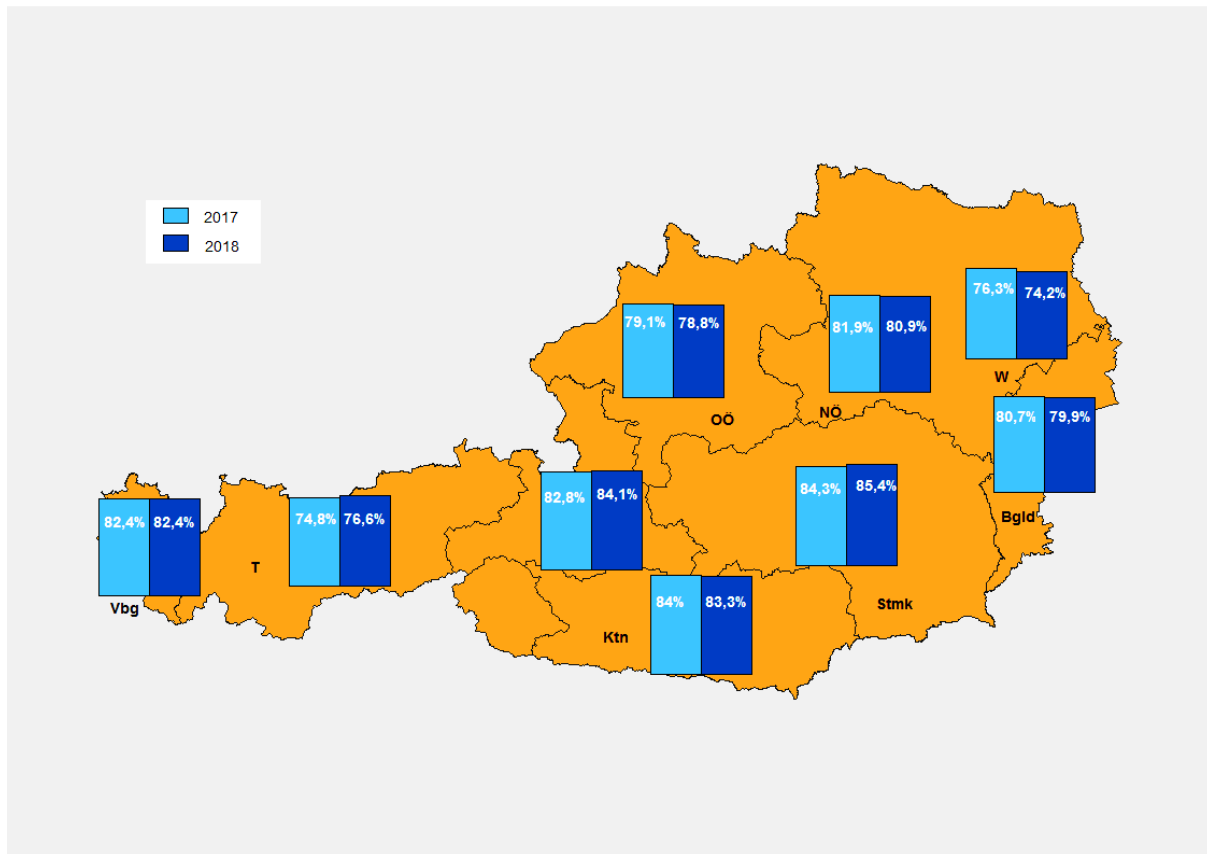 2017
2018
76,3% 74,2%
W
79,1% 78,8%
OÖ
81,9% 80,9%
NÖ
80,7% 79,9%
Bgld
82,4% 82,4%
Vbg
74,8% 76,6%
T
82,8% 84,1%
84,3% 85,4%
Stmk
84% 83,3%
Ktn